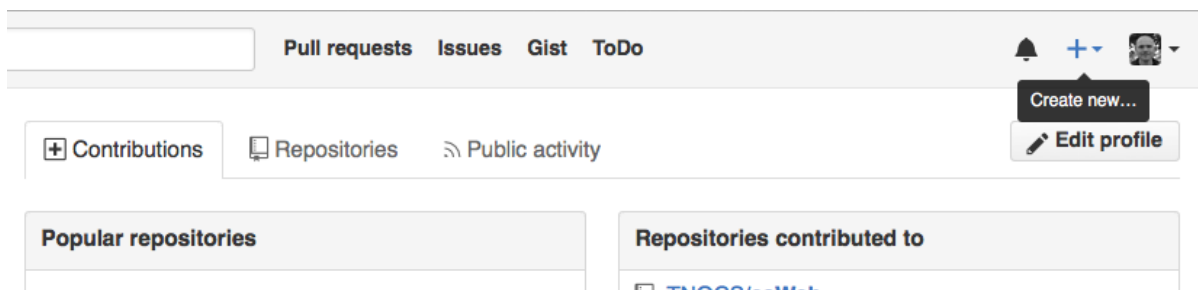 Pull requests Issues Gist ToDo
Create new...
Contributions Repositories Public activity
Edit profile
Popular repositories Repositories contributed to